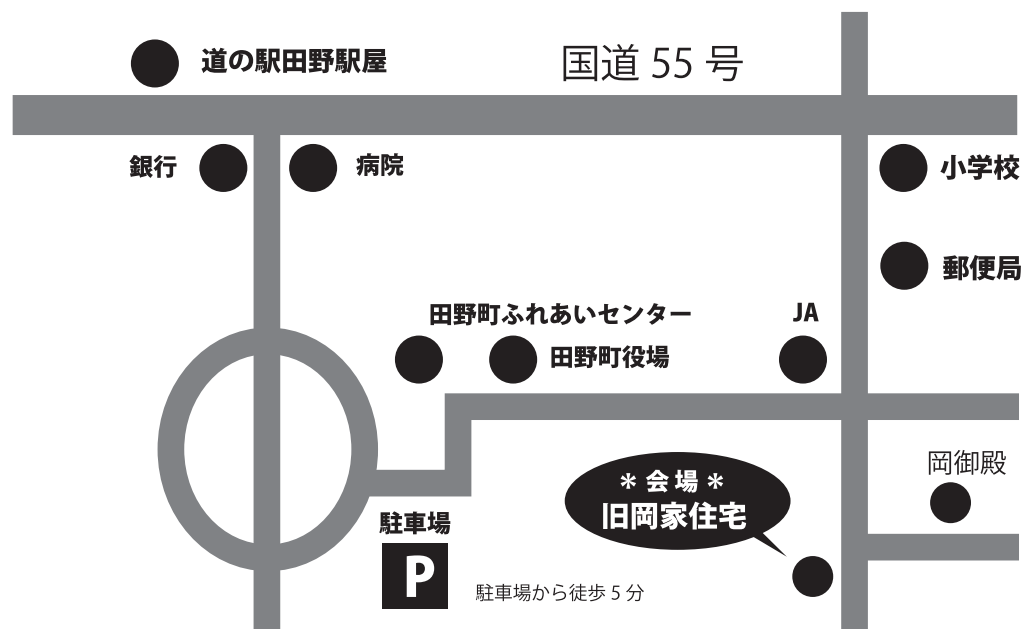 道の駅田野駅屋
国道 55 号
銀行
病院
小学校
郵便局
田野町ふれあいセンター
JA
田野町役場
岡御殿
＊会場＊
旧岡家住宅
駐車場
P
駐車場から徒歩 5 分